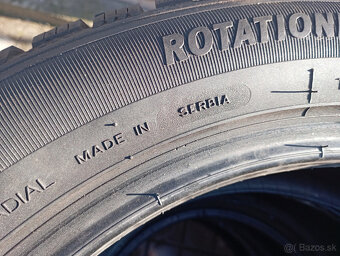 ROTATION
MADE IN SERBIA
RADIAL
© Bazos.sk